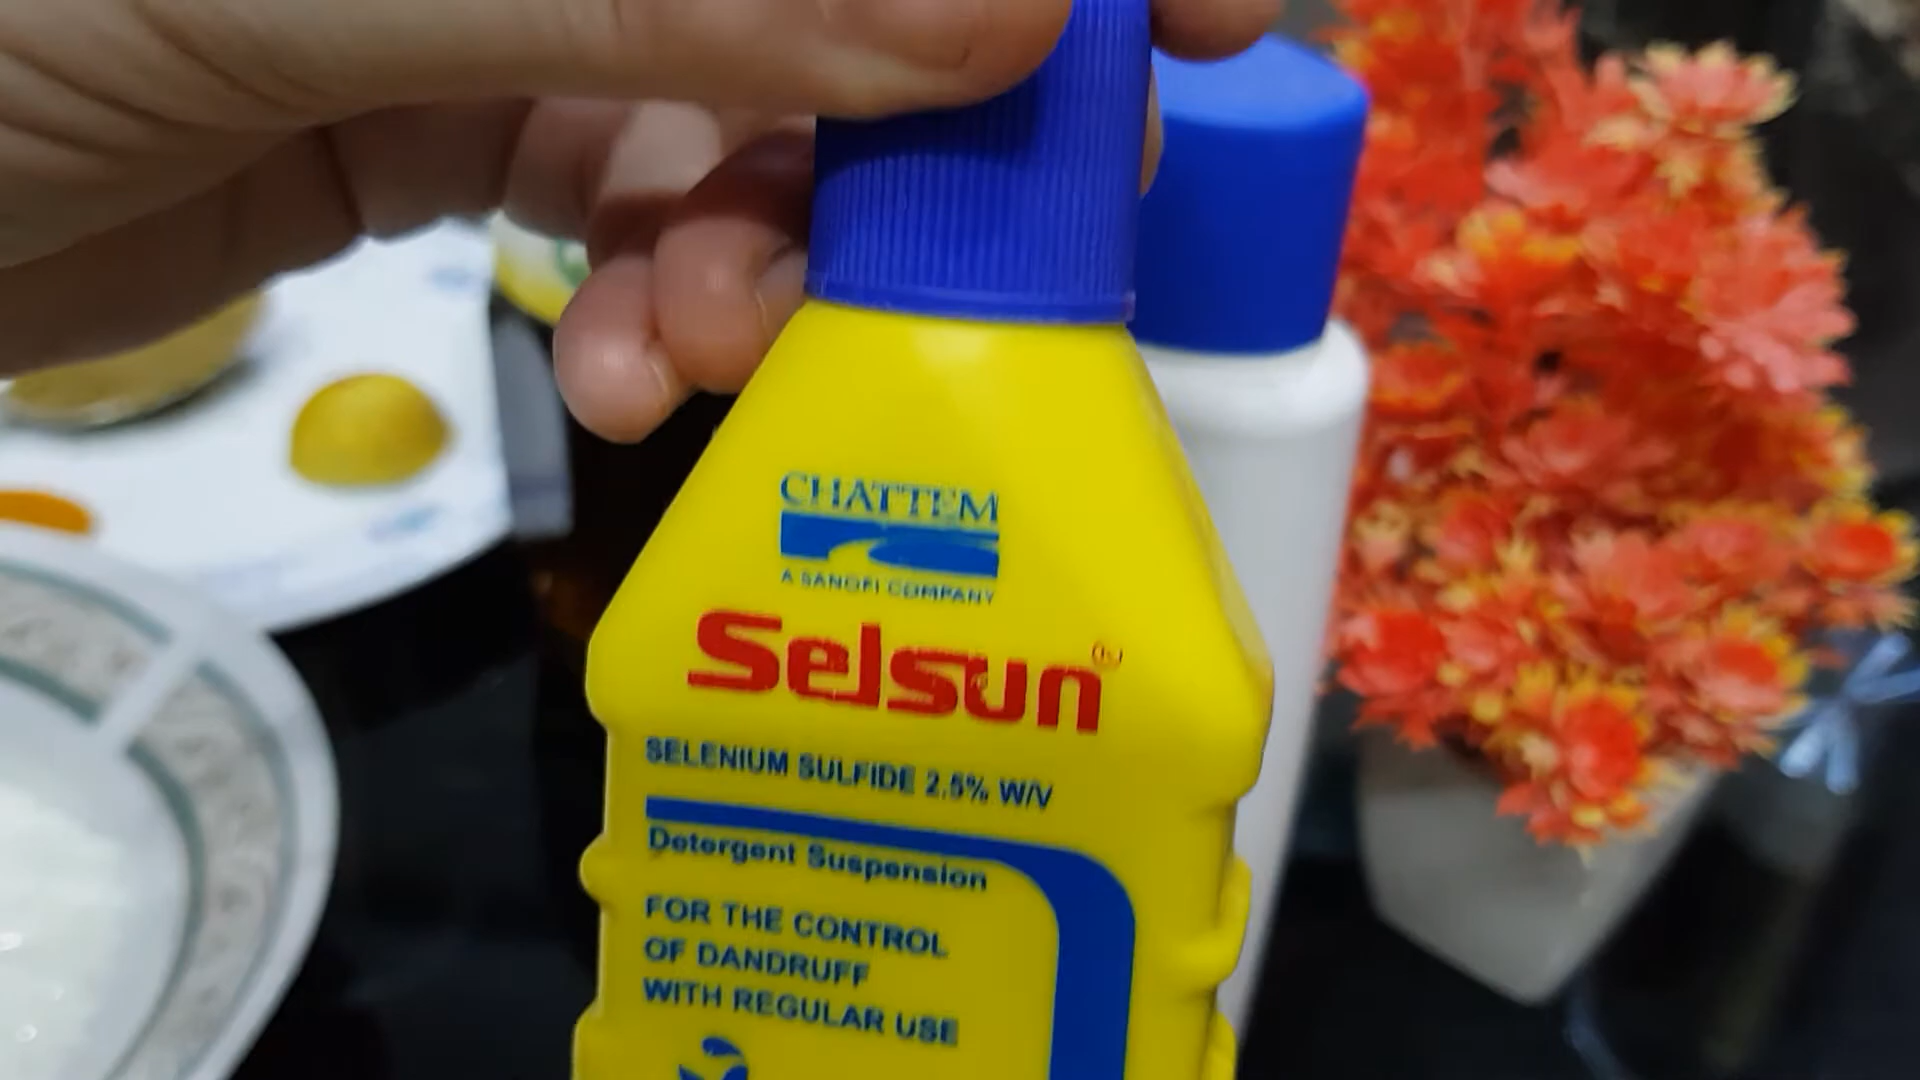 CHATTEM
A SANOFI COMPANY
Selsun®
SELENIUM SULFIDE 2.5% W/V
Detergent Suspension
FOR THE CONTROL
OF DANDRUFF
WITH REGULAR USE